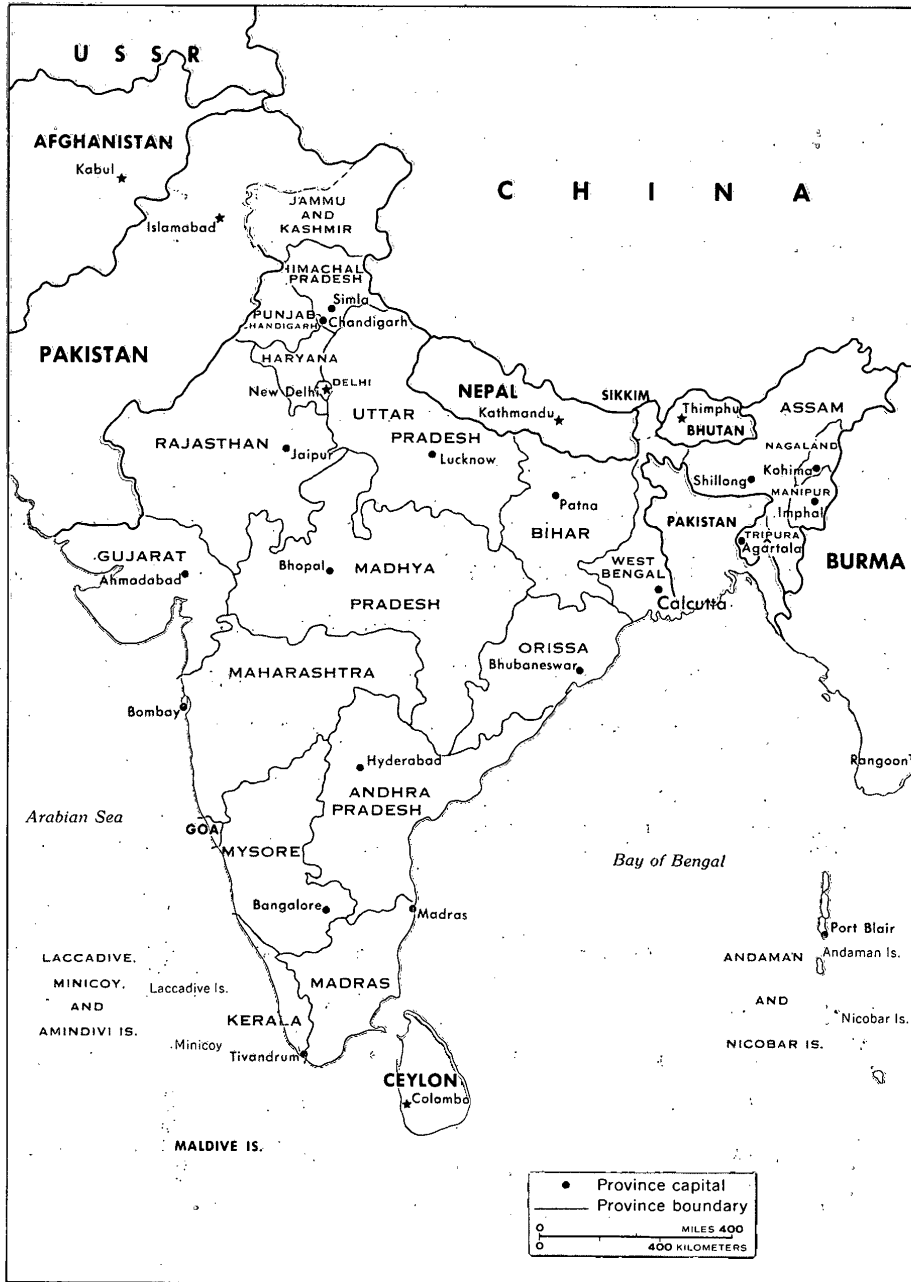 USSR
AFGHANISTAN
Kabul
CHINA
JAMMU
AND
KASHMIR
Islamabad
HIMACHAL
PRADESH
Simla
PUNJAB
CHANDIGARH
Chandigarh
PAKISTAN
HARYANA
DELHI
New Delhi
NEPAL
Kathmandu
SIKKIM
Thimphu
BHUTAN
ASSAM
UTTAR
PRADESH
RAJASTHAN
Jaipur
Lucknow
NAGALAND
Kohima
Shillong
MANIPUR
Imphal
Patna
BIHAR
PAKISTAN
TRIPURA
Agartala
BURMA
GUJARAT
Ahmadabad
Bhopal
MADHYA
PRADESH
WEST
BENGAL
Calcutta
ORISSA
Bhubaneswar
MAHARASHTRA
Bombay
Hyderabad
ANDHRA
PRADESH
Rangoon
Arabian Sea
GOA
MYSORE
Bay of Bengal
Bangalore
Madras
Port Blair
Andaman Is.
LACCADIVE,
MINICOY,
AND
AMINDIVI IS.
Laccadive Is.
MADRAS
ANDAMAN
AND
NICOBAR IS.
Nicobar Is.
KERALA
Minicoy
Tivandrum
CEYLON
Colombo
MALDIVE IS.
Province capital
Province boundary
0 MILES 400
0 400 KILOMETERS